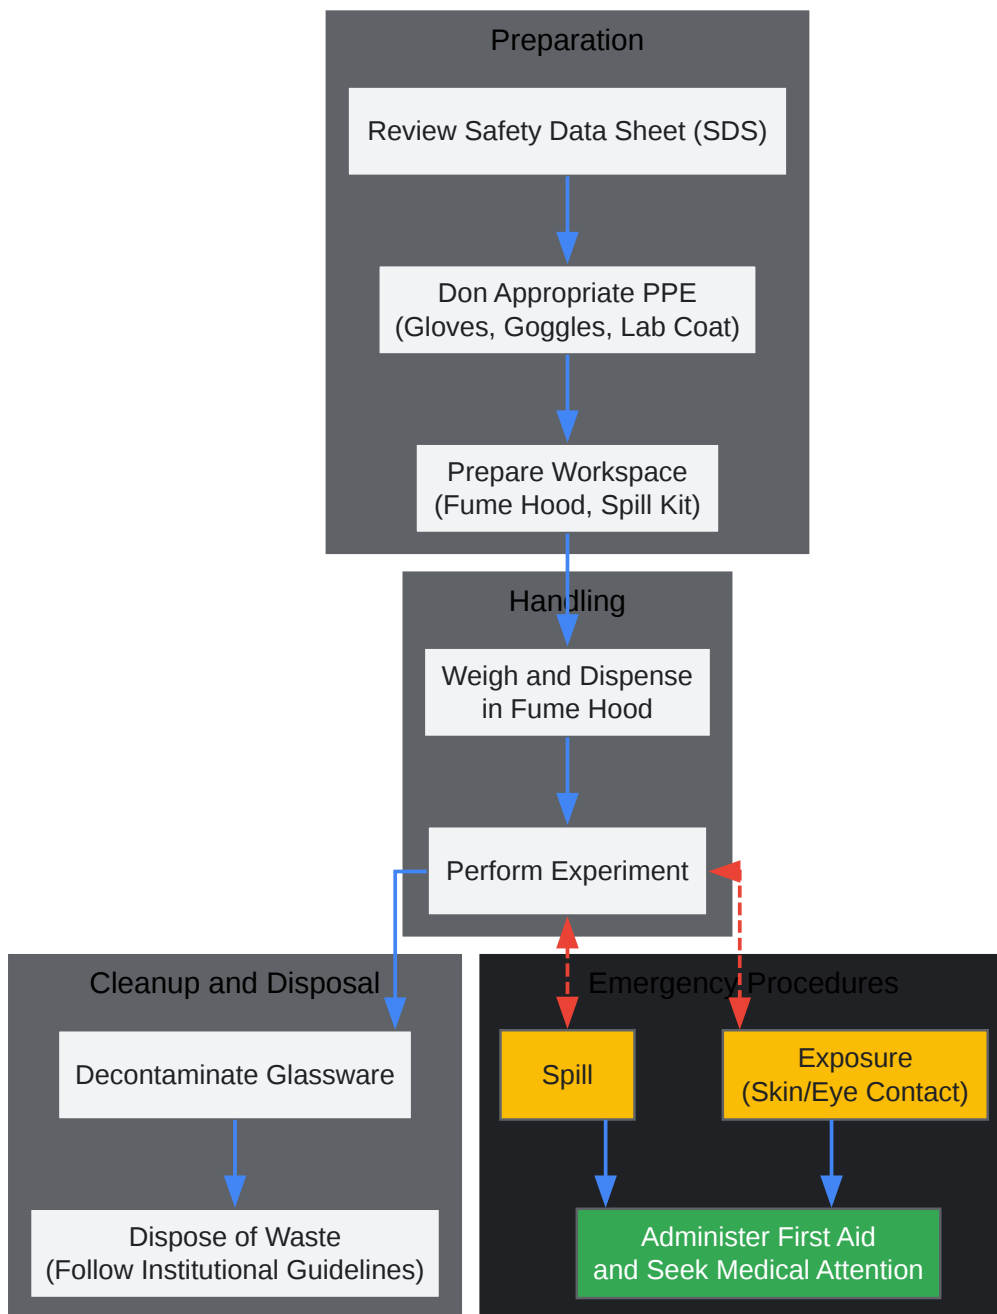 Preparation
Review Safety Data Sheet (SDS)
Don Appropriate PPE
(Gloves, Goggles, Lab Coat)
Prepare Workspace
(Fume Hood, Spill Kit)
Handling
Weigh and Dispense
in Fume Hood
Perform Experiment
Cleanup and Disposal
Decontaminate Glassware
Dispose of Waste
(Follow Institutional Guidelines)
Emergency Procedures
Spill
Exposure
(Skin/Eye Contact)
Administer First Aid
and Seek Medical Attention